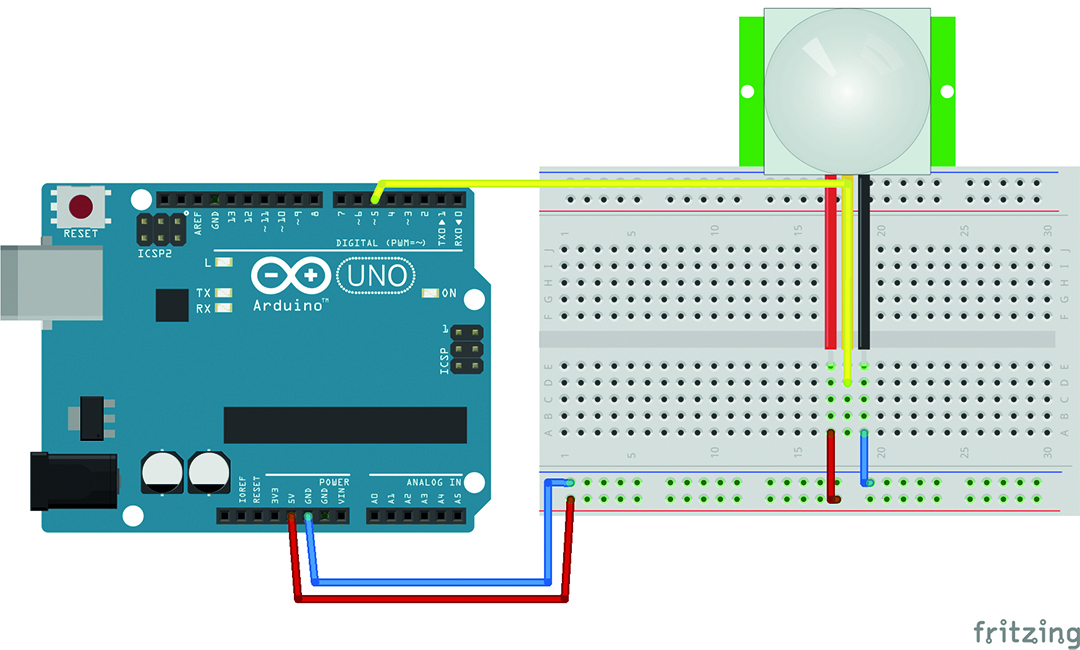 RESET
ICSP2
AREF
GND
13
12
~11
~10
~9
8
7
~6
~5
4
~3
2
TX0▶1
RX0◀0
DIGITAL (PWM=~)
L
TX
RX
Arduino™
UNO
ON
1
ICSP
IOREF
RESET
3V3
5V
GND
GND
VIN
POWER
ANALOG IN
A0
A1
A2
A3
A4
A5
1 5 10 15 20 25 30
J J
I I
H H
G G
F F
E E
D D
C C
B B
A A
1 5 10 15 20 25 30
fritzing